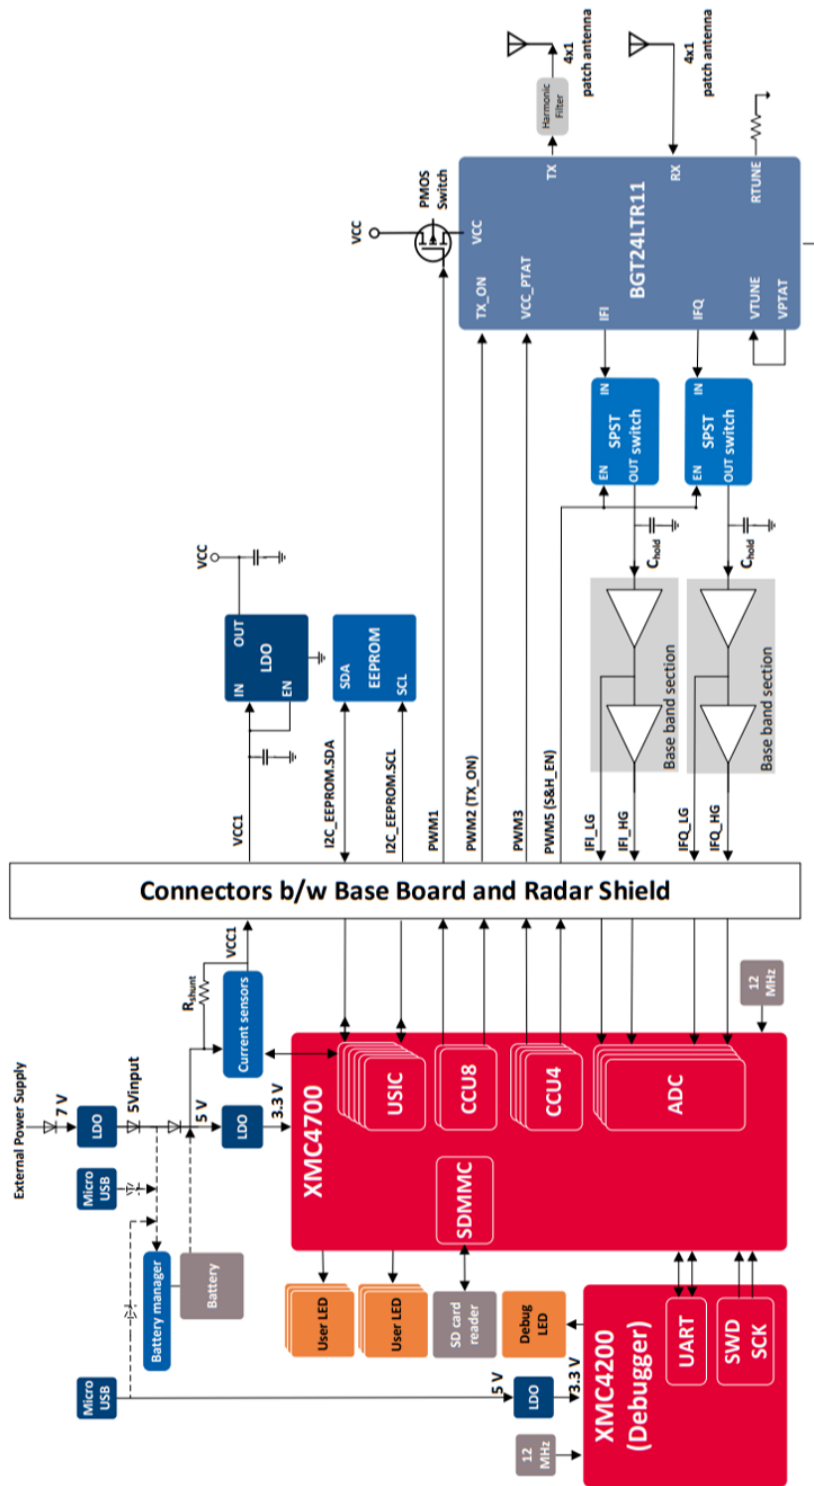 External Power Supply
7 V
LDO
5Vinput
5 V
LDO
3.3 V
Micro
USB
Micro
USB
Battery manager
Battery
Rshunt
Current sensors
VCC1
XMC4700
USIC
CCU8
CCU4
ADC
SDMMC
12
MHz
User LED
User LED
SD card
reader
Debug
LED
5 V
LDO
3.3 V
12
MHz
XMC4200
(Debugger)
UART
SWD
SCK
Connectors b/w Base Board and Radar Shield
VCC1
I2C_EEPROM.SDA
I2C_EEPROM.SCL
PWM1
PWM2 (TX_ON)
PWM3
PWM5 (S&H_EN)
IFI_LG
IFI_HG
IFQ_LG
IFQ_HG
IN
OUT
LDO
EN
VCC
SDA
EEPROM
SCL
Base band section
Base band section
Chold
Chold
EN
IN
SPST
OUT switch
EN
IN
SPST
OUT switch
VCC
PMOS
Switch
VCC
TX_ON
VCC_PTAT
BGT24LTR11
IFI
IFQ
VTUNE
VPTAT
TX
RX
RTUNE
Harmonic
Filter
4x1
patch antenna
4x1
patch antenna